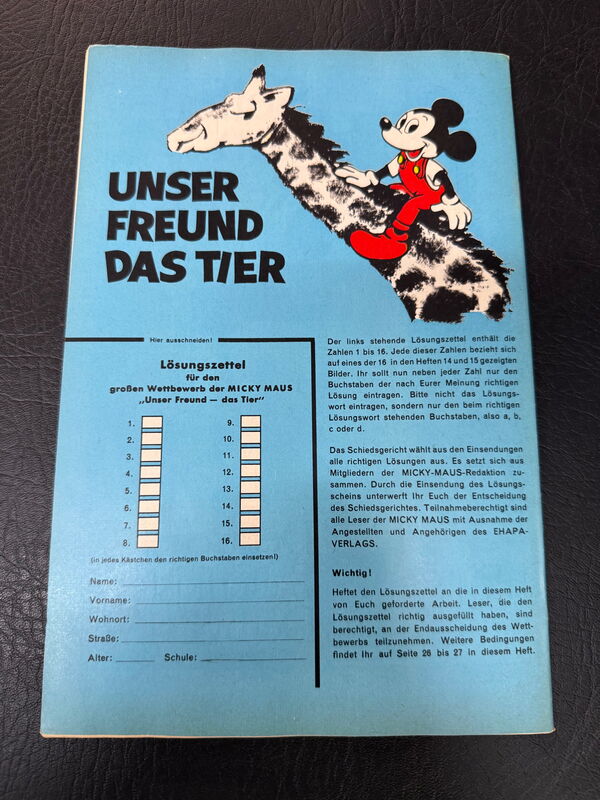 UNSER
FREUND
DAS TIER
Hier ausschneiden!
Lösungszettel
für den
großen Wettbewerb der MICKY MAUS
„Unser Freund — das Tier"
1.
2.
3.
4.
5.
6.
7.
8.
9.
10.
11.
12.
13.
14.
15.
16.
(in jedes Kästchen den richtigen Buchstaben einsetzen!)
Name:
Vorname:
Wohnort:
Straße:
Alter: Schule:
Der links stehende Lösungszettel enthält die
Zahlen 1 bis 16. Jede dieser Zahlen bezieht sich
auf eines der 16 in den Heften 14 und 15 gezeigten
Bilder. Ihr sollt nun neben jeder Zahl nur den
Buchstaben der nach Eurer Meinung richtigen
Lösung eintragen. Bitte nicht das Lösungs-
wort eintragen, sondern nur den beim richtigen
Lösungswort stehenden Buchstaben, also a, b,
c oder d.
Das Schiedsgericht wählt aus den Einsendungen
alle richtigen Lösungen aus. Es setzt sich aus
Mitgliedern der MICKY-MAUS-Redaktion zu-
sammen. Durch die Einsendung des Lösungs-
scheins unterwerft Ihr Euch der Entscheidung
des Schiedsgerichtes. Teilnahmeberechtigt sind
alle Leser der MICKY MAUS mit Ausnahme der
Angestellten und Angehörigen des EHAPA-
VERLAGS.
Wichtig!
Heftet den Lösungszettel an die in diesem Heft
von Euch geforderte Arbeit. Leser, die den
Lösungszettel richtig ausgefüllt haben, sind
berechtigt, an der Endausscheidung des Wett-
bewerbs teilzunehmen. Weitere Bedingungen
findet Ihr auf Seite 26 bis 27 in diesem Heft.